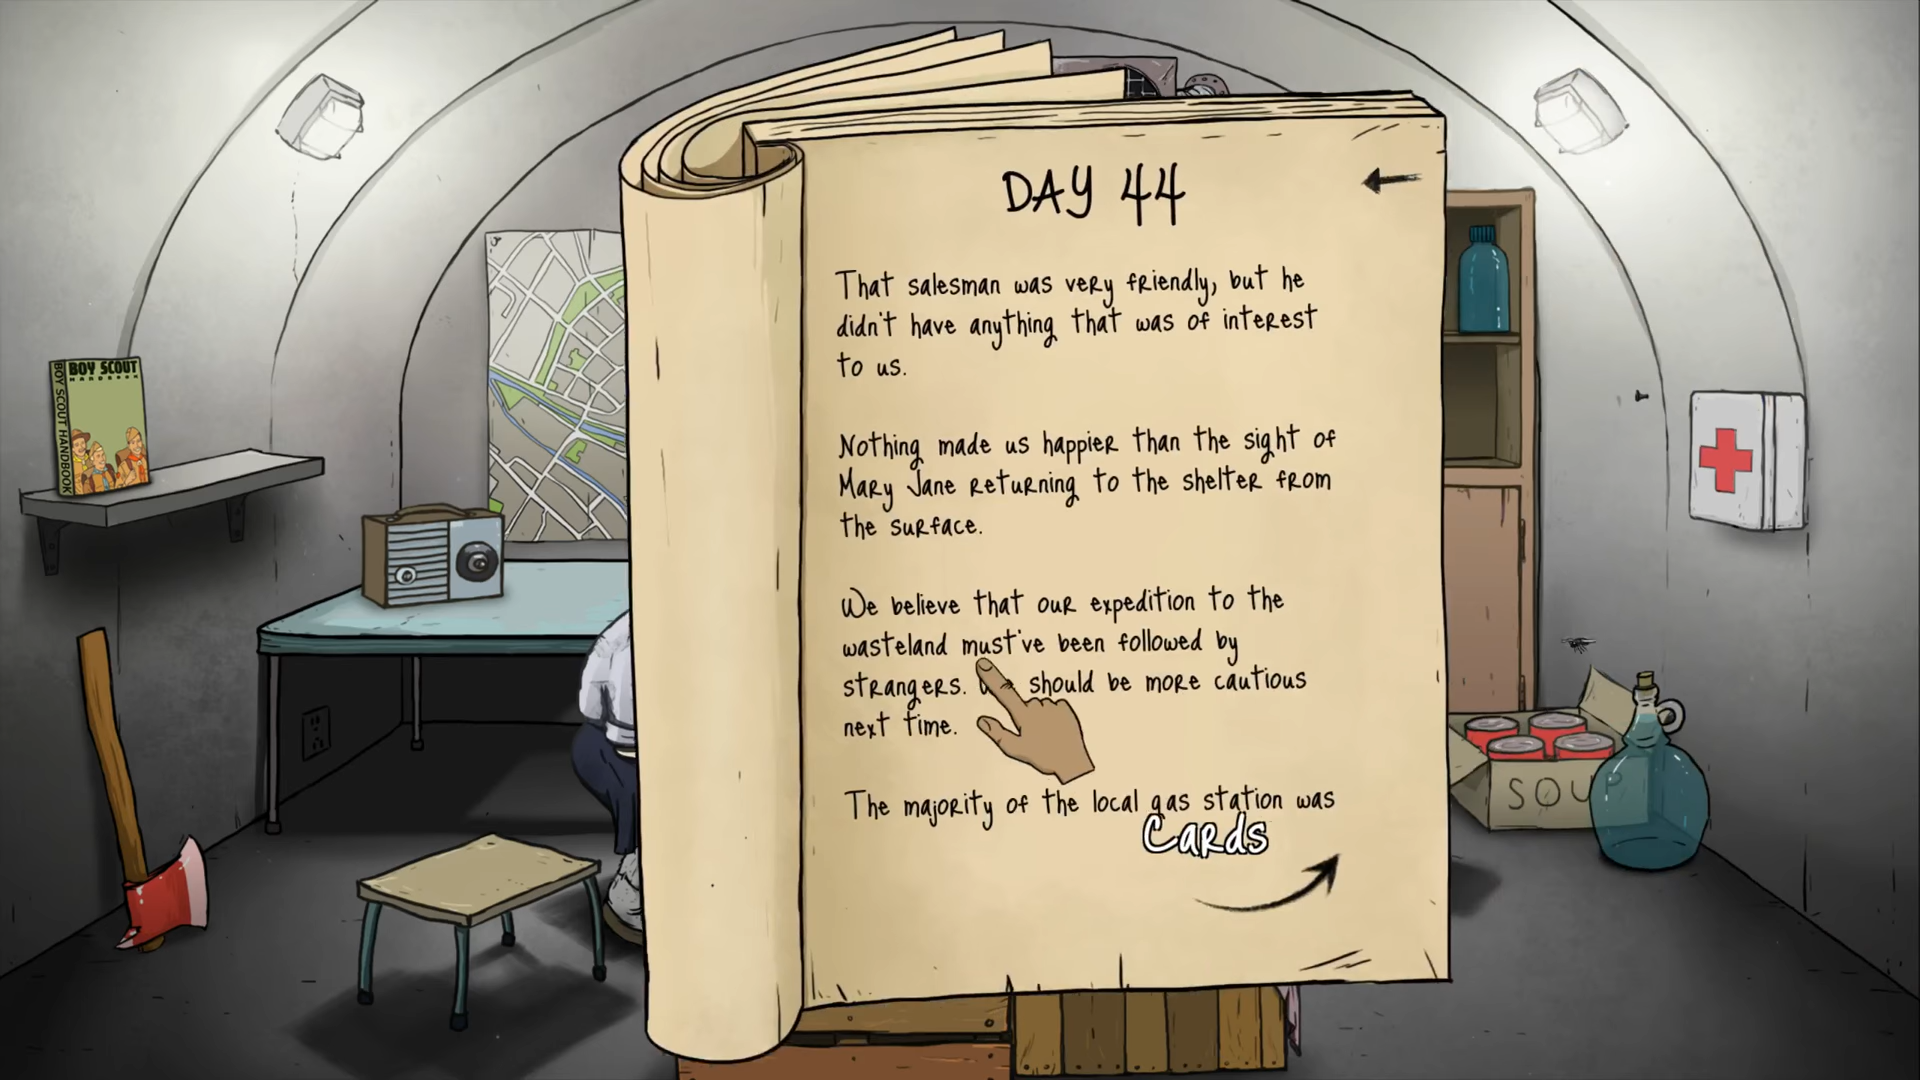 DAY 44
That salesman was very friendly, but he
didn't have anything that was of interest
to us.
Nothing made us happier than the sight of
Mary Jane returning to the shelter from
the surface.
We believe that our expedition to the
wasteland must've been followed by
strangers. should be more cautious
next time.
The majority of the local gas station was
Cards
BOY SCOUT
HANDBOOK
BOY SCOUT HANDBOOK